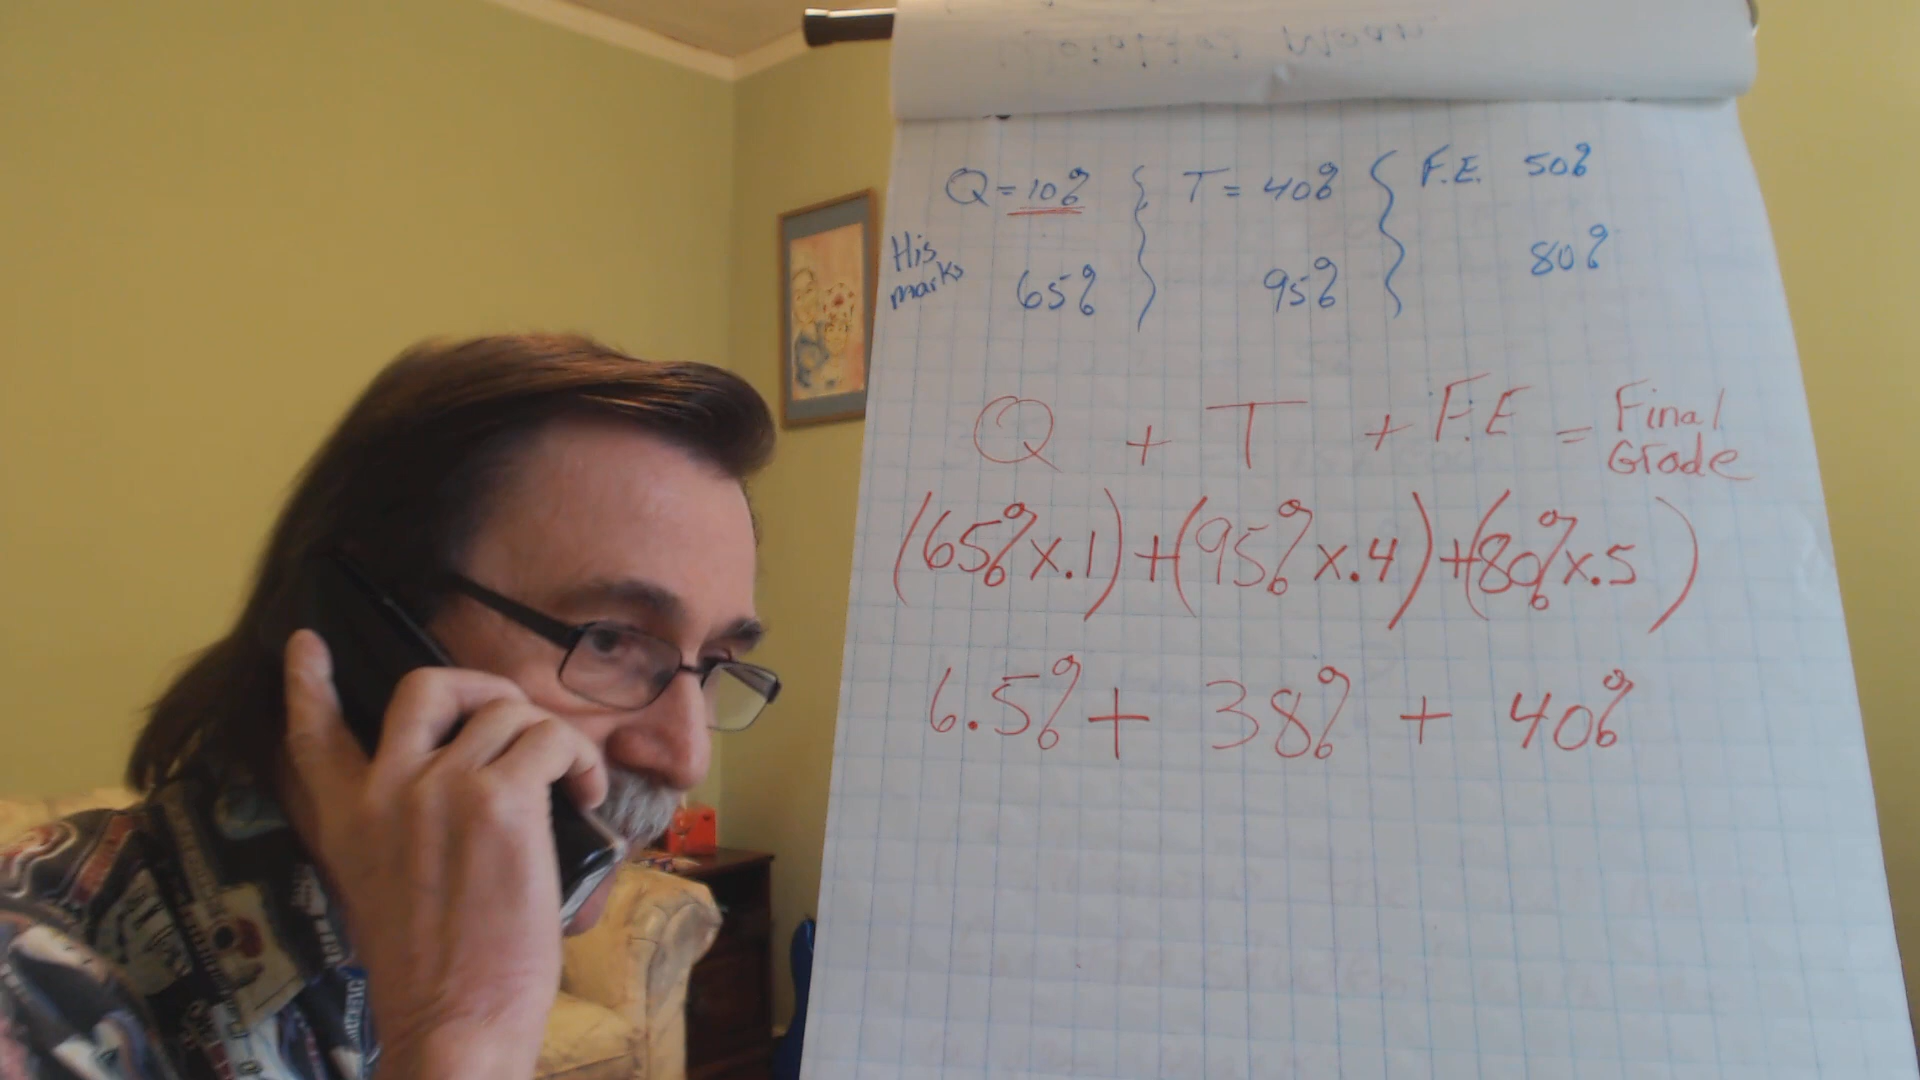 Mean
Q = 10% } T = 40% { F.E. 50%
His marks 65% 95% 80%
Q + T + F.E = Final Grade
(65% x .1) + (95% x .4) + (80% x .5)
6.5% + 38% + 40%